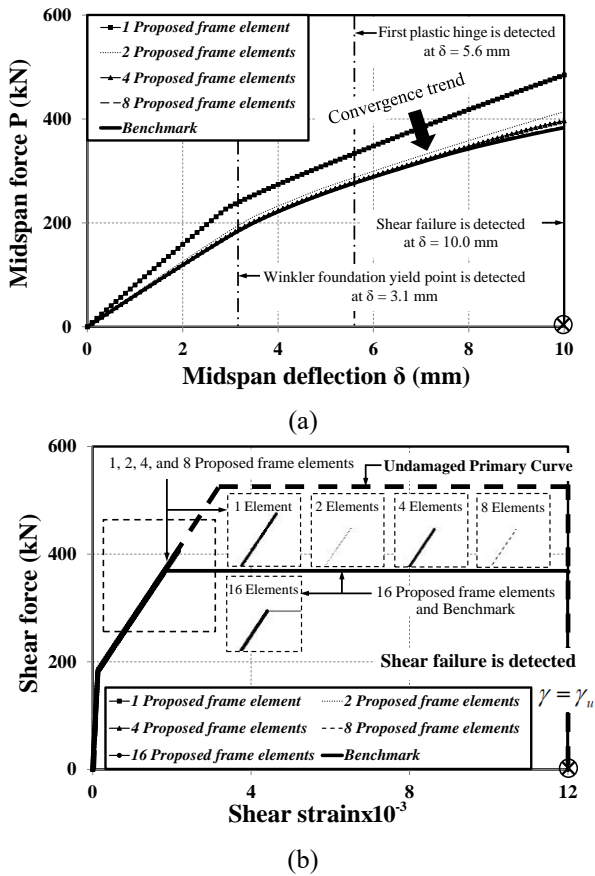 600
400
200
0
Midspan force P (kN)
1 Proposed frame element
2 Proposed frame elements
4 Proposed frame elements
8 Proposed frame elements
Benchmark
First plastic hinge is detected
at δ = 5.6 mm
Convergence trend
Shear failure is detected
at δ = 10.0 mm
Winkler foundation yield point is detected
at δ = 3.1 mm
0 2 4 6 8 10
Midspan deflection δ (mm)
(a)
600
400
200
0
Shear force (kN)
1, 2, 4, and 8 Proposed frame elements
Undamaged Primary Curve
1 Element 2 Elements 4 Elements 8 Elements
16 Elements
16 Proposed frame elements
and Benchmark
Shear failure is detected
γ = γu
1 Proposed frame element 2 Proposed frame elements
4 Proposed frame elements 8 Proposed frame elements
16 Proposed frame elements Benchmark
0 4 8 12
Shear strainx10-3
(b)